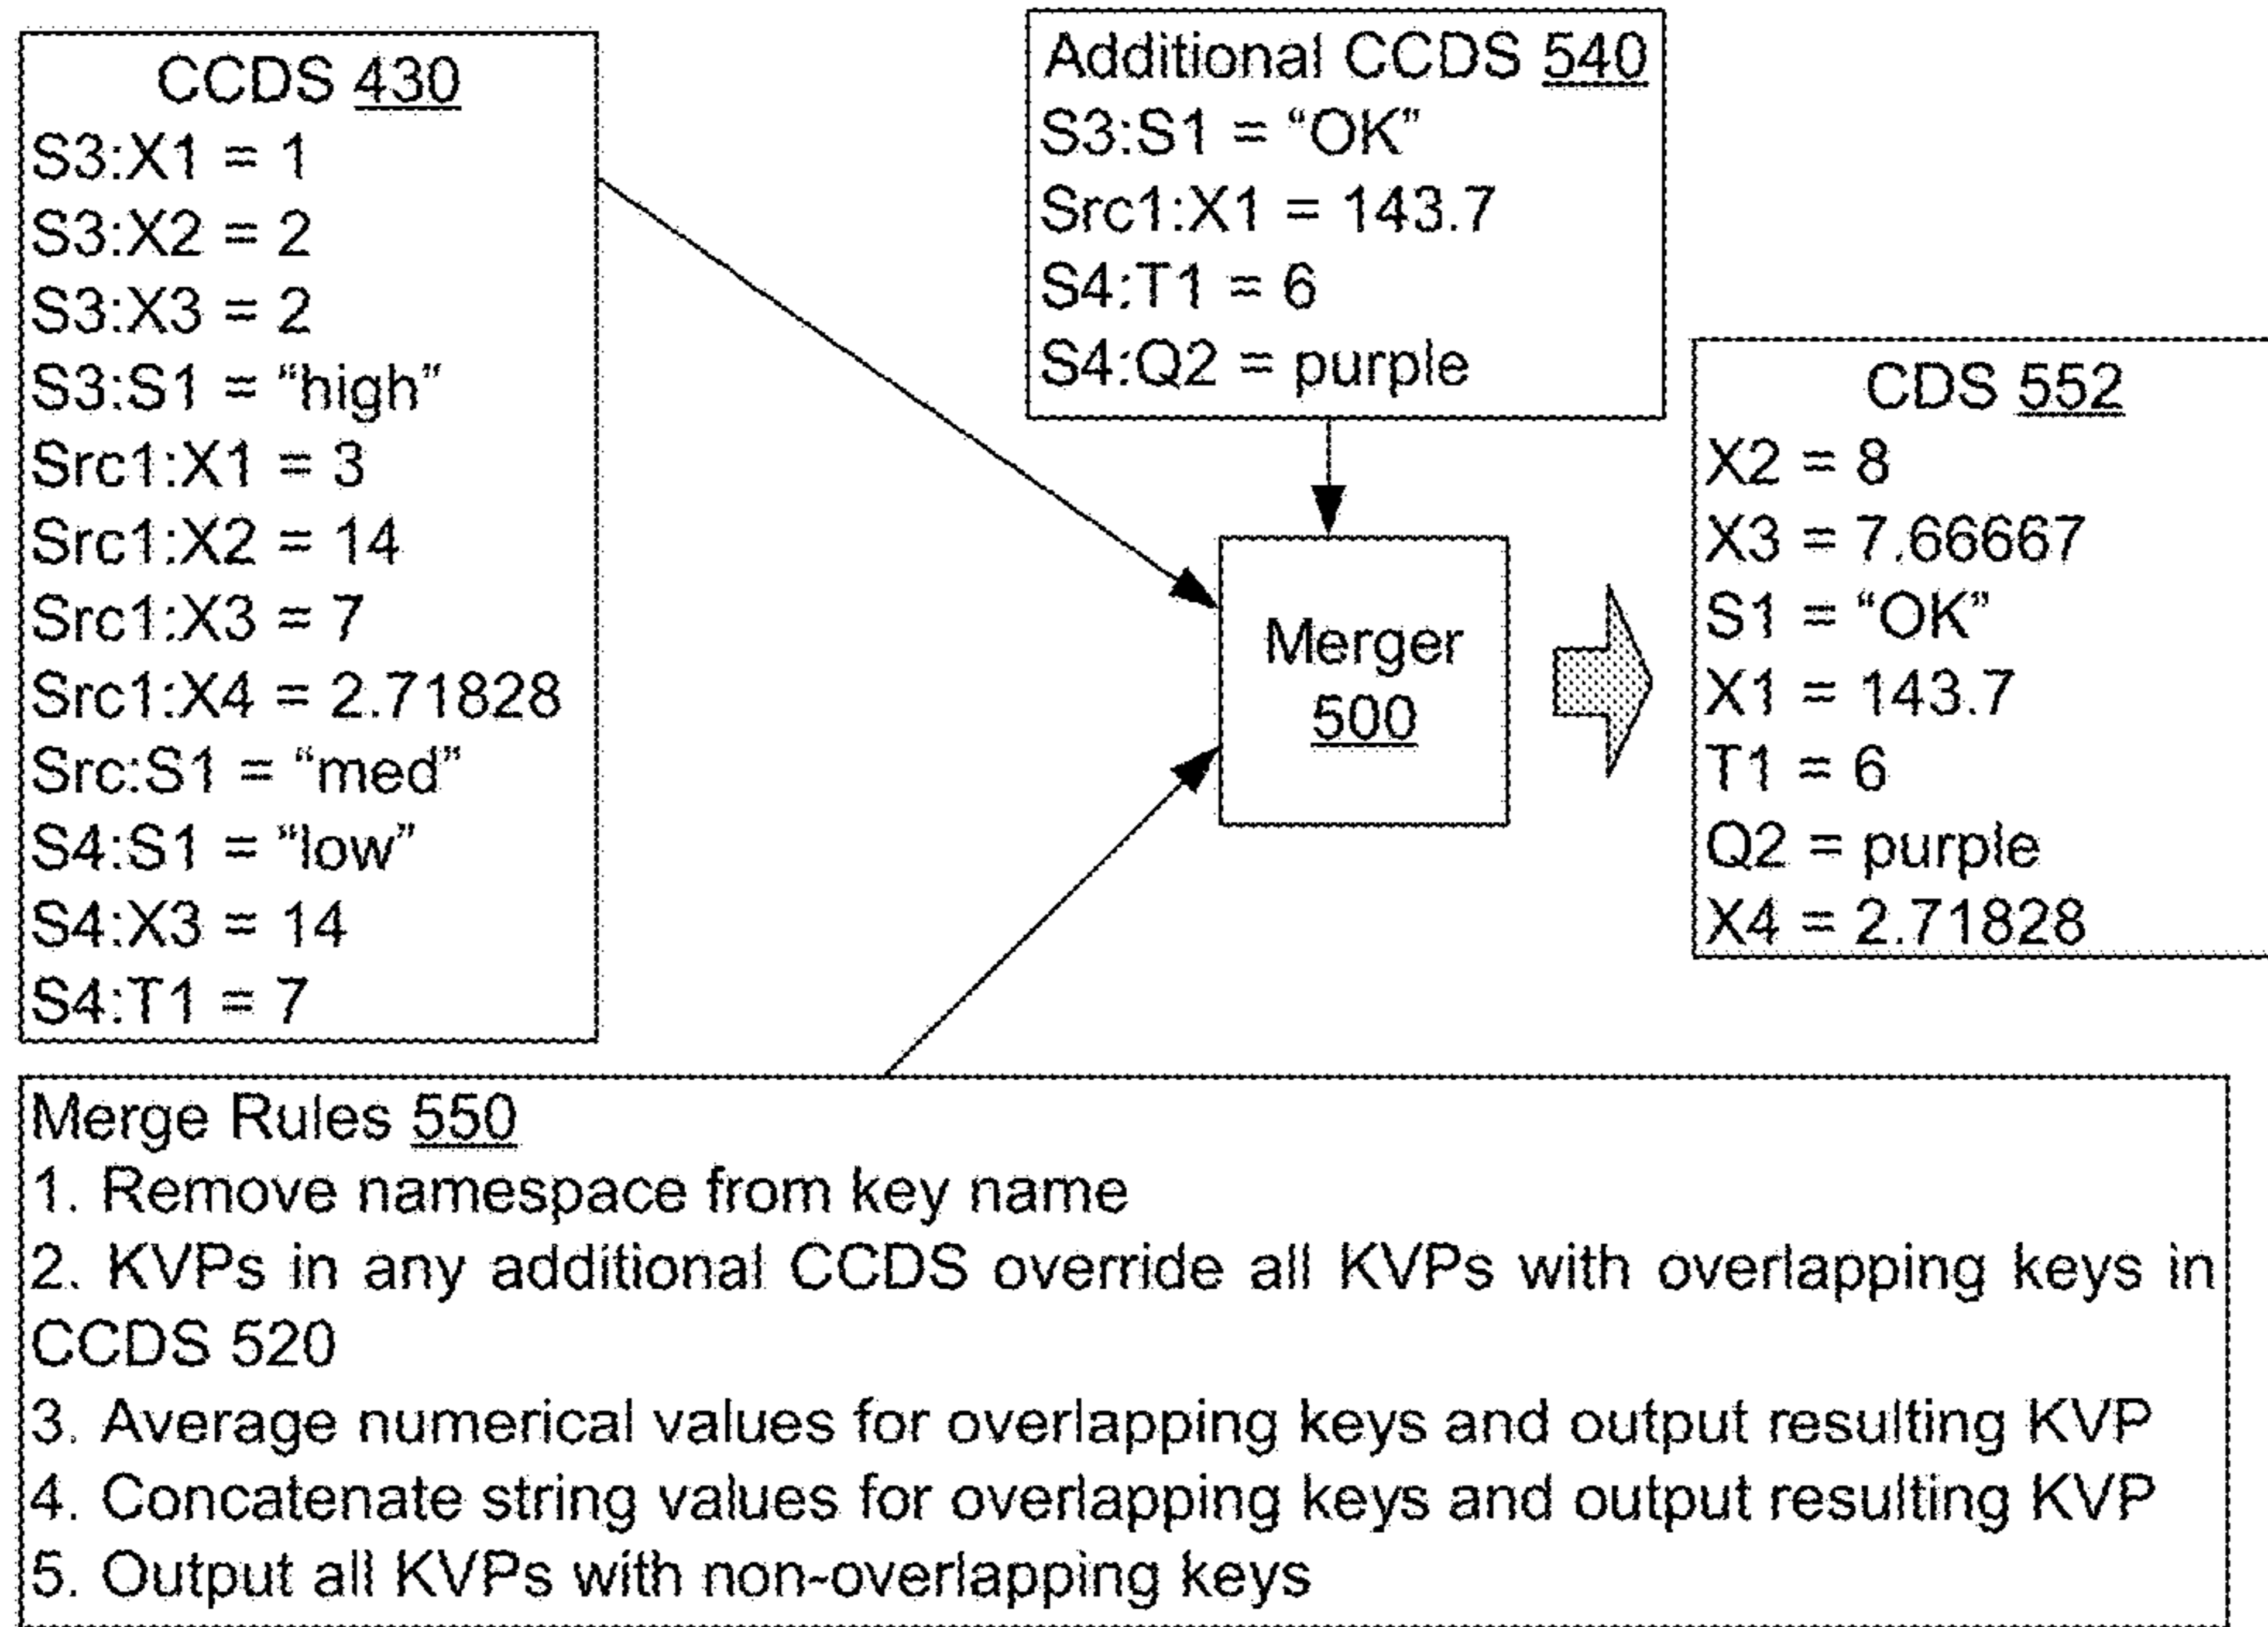 CCDS 430
S3:X1 = 1
S3:X2 = 2
S3:X3 = 2
S3:S1 = “high”
Src1:X1 = 3
Src1:X2 = 14
Src1:X3 = 7
Src1:X4 = 2.71828
Src:S1 = “med”
S4:S1 = “low”
S4:X3 = 14
S4:T1 = 7
Additional CCDS 540
S3:S1 = “OK”
Src1:X1 = 143.7
S4:T1 = 6
S4:Q2 = purple
Merger
500
CDS 552
X2 = 8
X3 = 7.66667
S1 = “OK”
X1 = 143.7
T1 = 6
Q2 = purple
X4 = 2.71828
Merge Rules 550
1. Remove namespace from key name
2. KVPs in any additional CCDS override all KVPs with overlapping keys in
CCDS 520
3. Average numerical values for overlapping keys and output resulting KVP
4. Concatenate string values for overlapping keys and output resulting KVP
5. Output all KVPs with non-overlapping keys